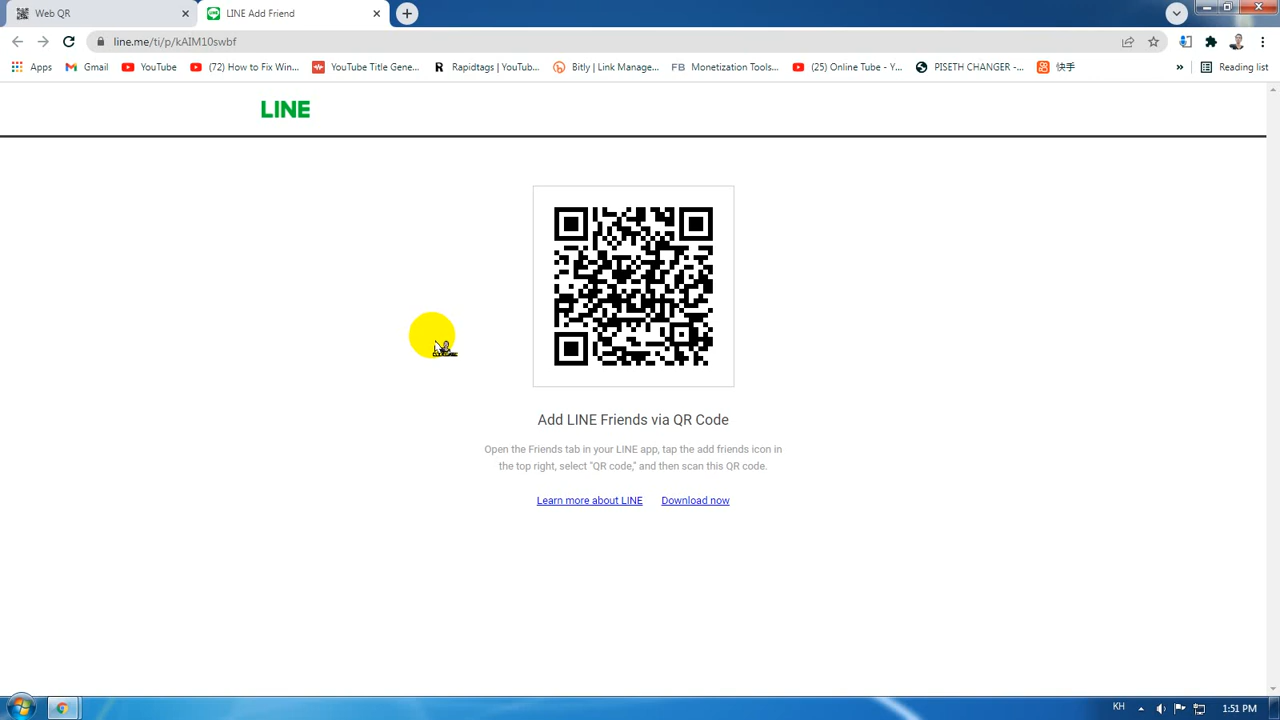 Web QR
LINE Add Friend
line.me/ti/p/kAIM10swbf
Apps
Gmail
YouTube
(72) How to Fix Win...
YouTube Title Gene...
Rapidtags | YouTub...
Bitly | Link Manage...
FB Monetization Tools...
(25) Online Tube - Y...
PISETH CHANGER -...
快手
»
Reading list
LINE
Add LINE Friends via QR Code
Open the Friends tab in your LINE app, tap the add friends icon in
the top right, select "QR code," and then scan this QR code.
Learn more about LINE
Download now
KH
1:51 PM